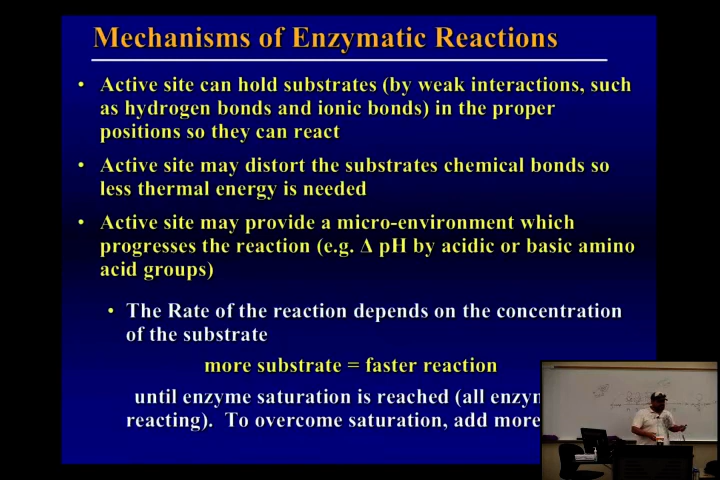 Mechanisms of Enzymatic Reactions
• Active site can hold substrates (by weak interactions, such
as hydrogen bonds and ionic bonds) in the proper
positions so they can react
• Active site may distort the substrates chemical bonds so
less thermal energy is needed
• Active site may provide a micro-environment which
progresses the reaction (e.g. Δ pH by acidic or basic amino
acid groups)
• The Rate of the reaction depends on the concentration
of the substrate
more substrate = faster reaction
until enzyme saturation is reached (all
reacting). To overcome saturation, add more